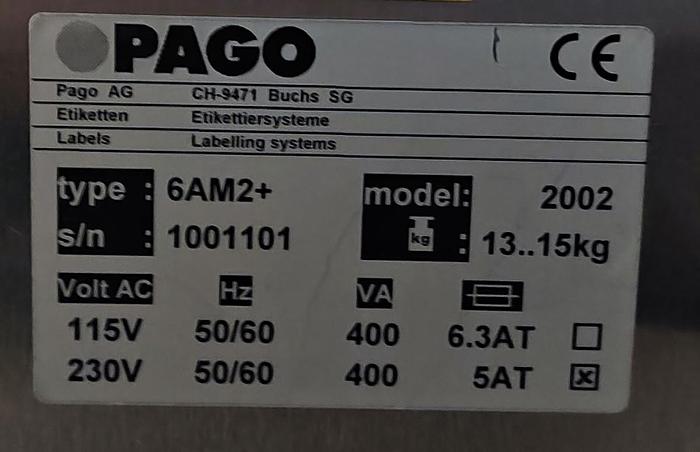 PAGO CE
Pago AG CH-9471 Buchs SG
Etiketten Etikettiersysteme
Labels Labelling systems
type : 6AM2+ model: 2002
s/n : 1001101 kg : 13..15kg
Volt AC Hz VA
115V 50/60 400 6.3AT
230V 50/60 400 5AT x